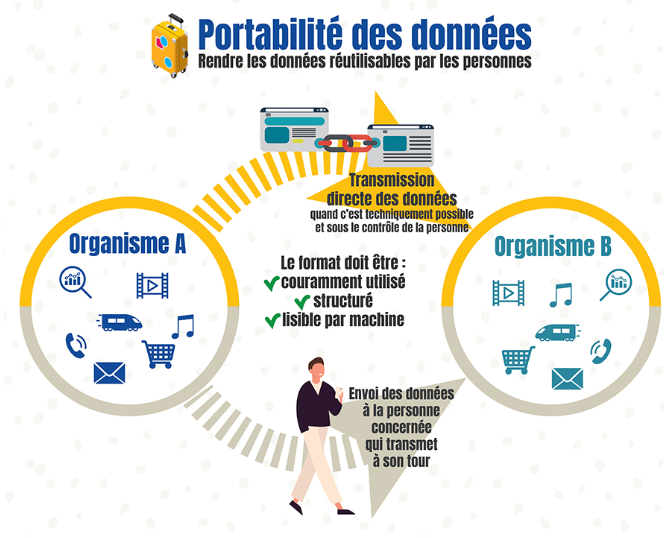 Portabilité des données
Rendre les données réutilisables par les personnes
Transmission
directe des données
quand c'est techniquement possible
et sous le contrôle de la personne
Organisme A
Organisme B
Le format doit être :
couramment utilisé
structuré
lisible par machine
Envoi des données
à la personne
concernée
qui transmet
à son tour